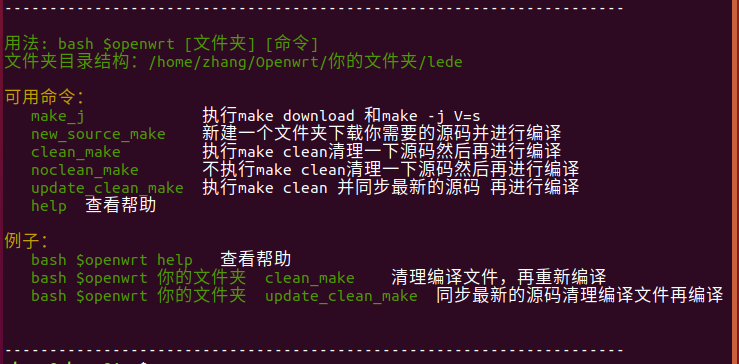 ---------------------------------------------------------------------
用法: bash $openwrt [文件夹] [命令]
文件夹目录结构：/home/zhang/Openwrt/你的文件夹/lede
可用命令：
make_j 执行make download 和make -j V=s
new_source_make 新建一个文件夹下载你需要的源码并进行编译
clean_make 执行make clean清理一下源码然后再进行编译
noclean_make 不执行make clean清理一下源码然后再进行编译
update_clean_make 执行make clean 并同步最新的源码 再进行编译
help 查看帮助
例子：
bash $openwrt help 查看帮助
bash $openwrt 你的文件夹 clean_make 清理编译文件，再重新编译
bash $openwrt 你的文件夹 update_clean_make 同步最新的源码清理编译文件再编译
---------------------------------------------------------------------